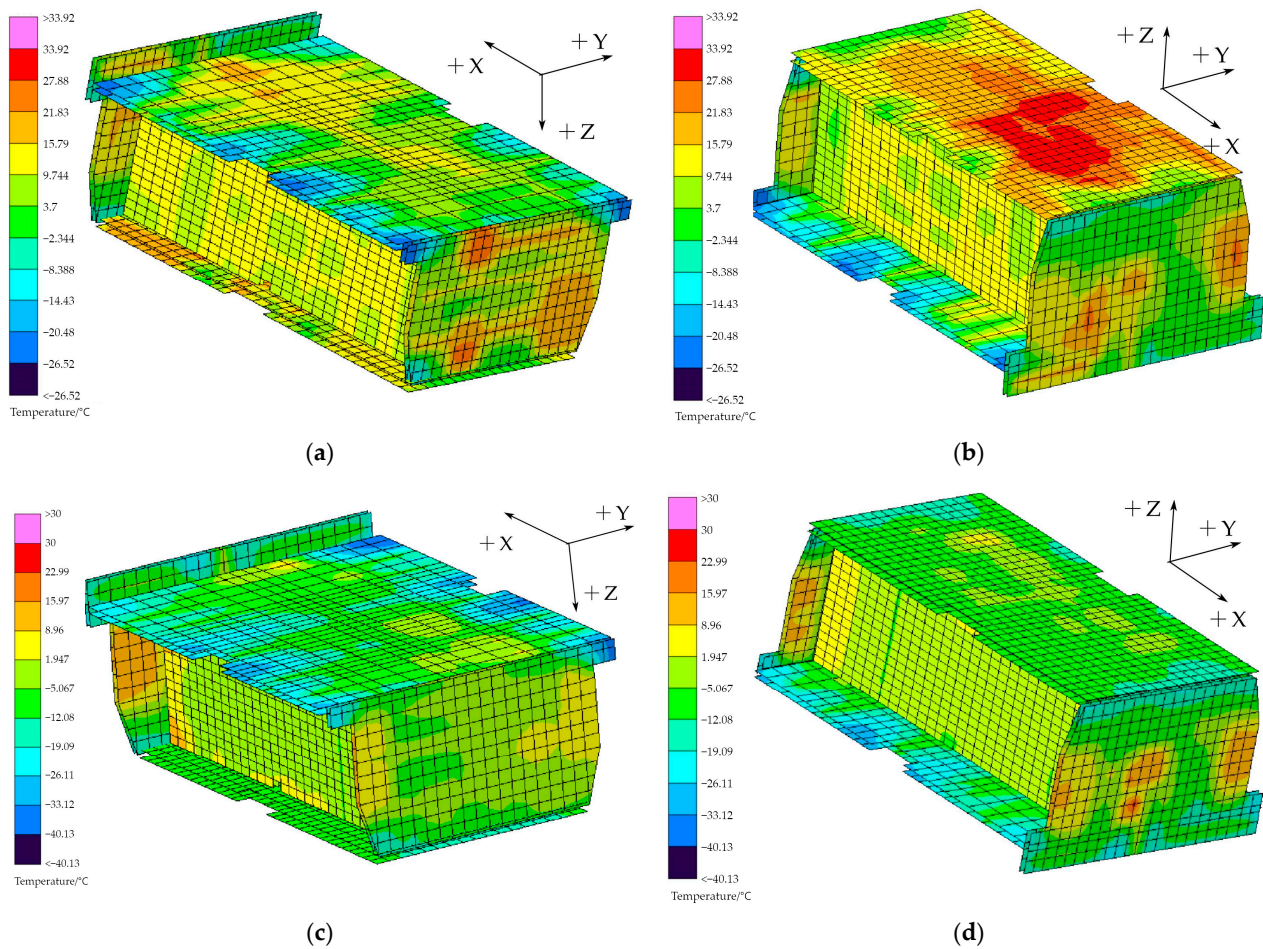 >33.92
33.92
27.88
21.83
15.79
9.744
3.7
−2.344
−8.388
−14.43
−20.48
−26.52
<−26.52
Temperature/°C
+X
+Y
+Z
(a)
>33.92
33.92
27.88
21.83
15.79
9.744
3.7
−2.344
−8.388
−14.43
−20.48
−26.52
<−26.52
Temperature/°C
+Z
+Y
+X
(b)
>30
30
22.99
15.97
8.96
1.947
−5.067
−12.08
−19.09
−26.11
−33.12
−40.13
<−40.13
Temperature/°C
+X
+Y
+Z
(c)
>30
30
22.99
15.97
8.96
1.947
−5.067
−12.08
−19.09
−26.11
−33.12
−40.13
<−40.13
Temperature/°C
+Z
+Y
+X
(d)